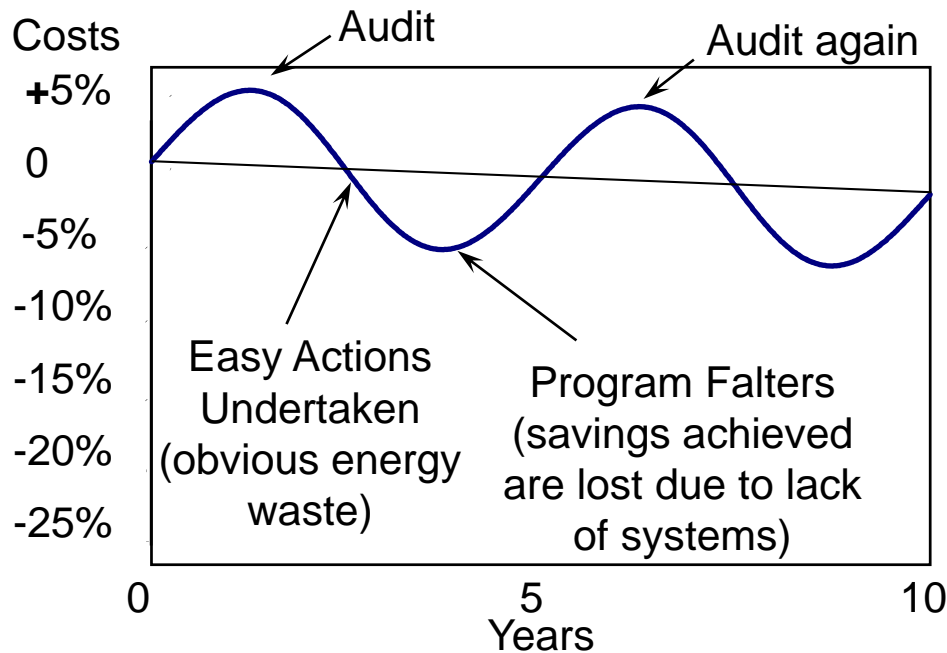 Costs
Audit
Audit again
+5%
0
-5%
-10%
-15%
-20%
-25%
Easy Actions
Undertaken
(obvious energy
waste)
Program Falters
(savings achieved
are lost due to lack
of systems)
0
5
10
Years